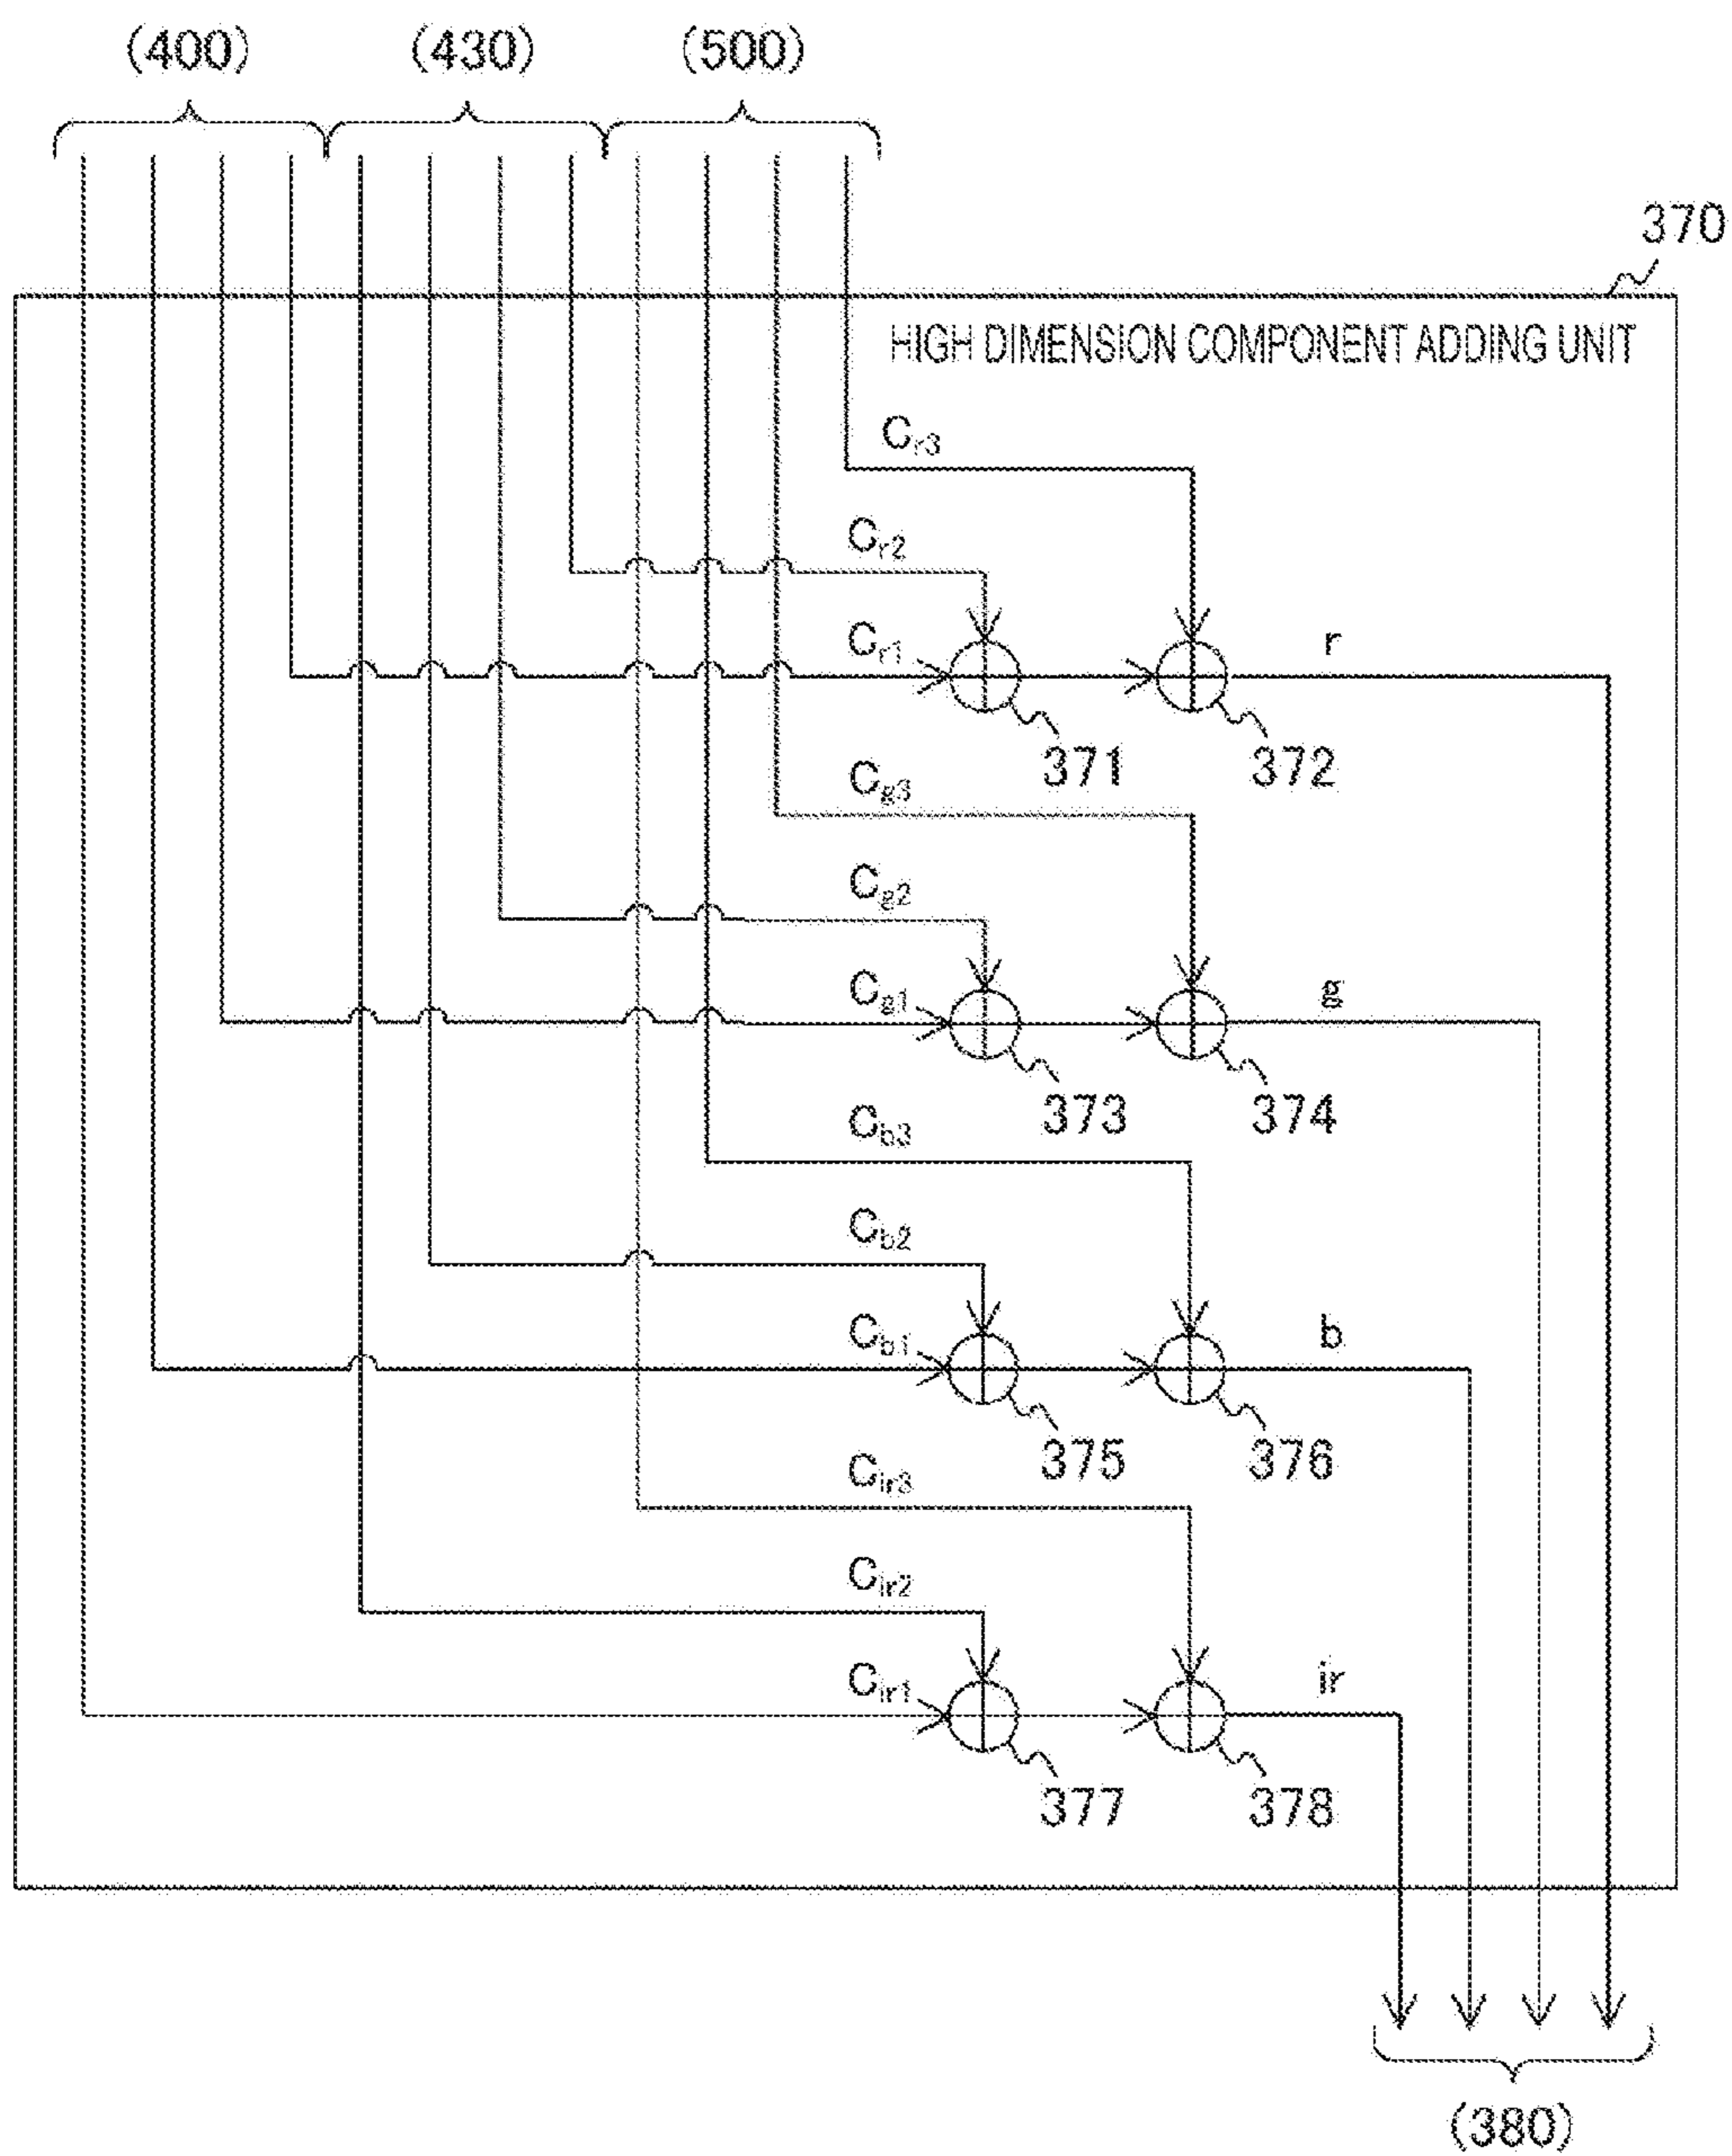 (400) (430) (500)
370
HIGH DIMENSION COMPONENT ADDING UNIT
Cr3
Cr2
Cr1
r
371 372
Cg3
Cg2
Cg1
g
373 374
Cb3
Cb2
Cb1
b
375 376
Cir3
Cir2
Cir1
ir
377 378
(380)